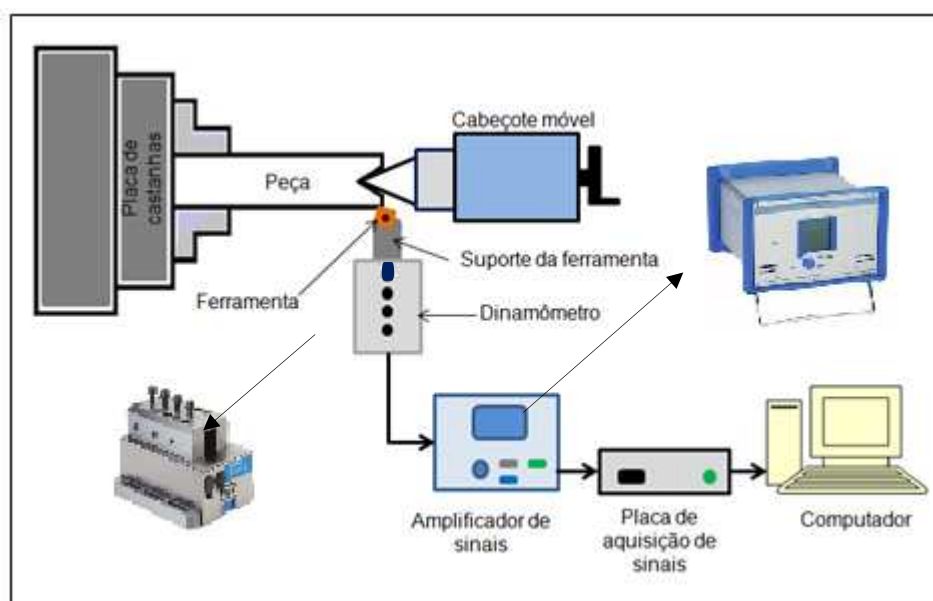 Placa de
castanhas
Peça
Cabeçote móvel
Suporte da ferramenta
Ferramenta
Dinamômetro
Amplificador de
sinais
Placa de
aquisição de
sinais
Computador